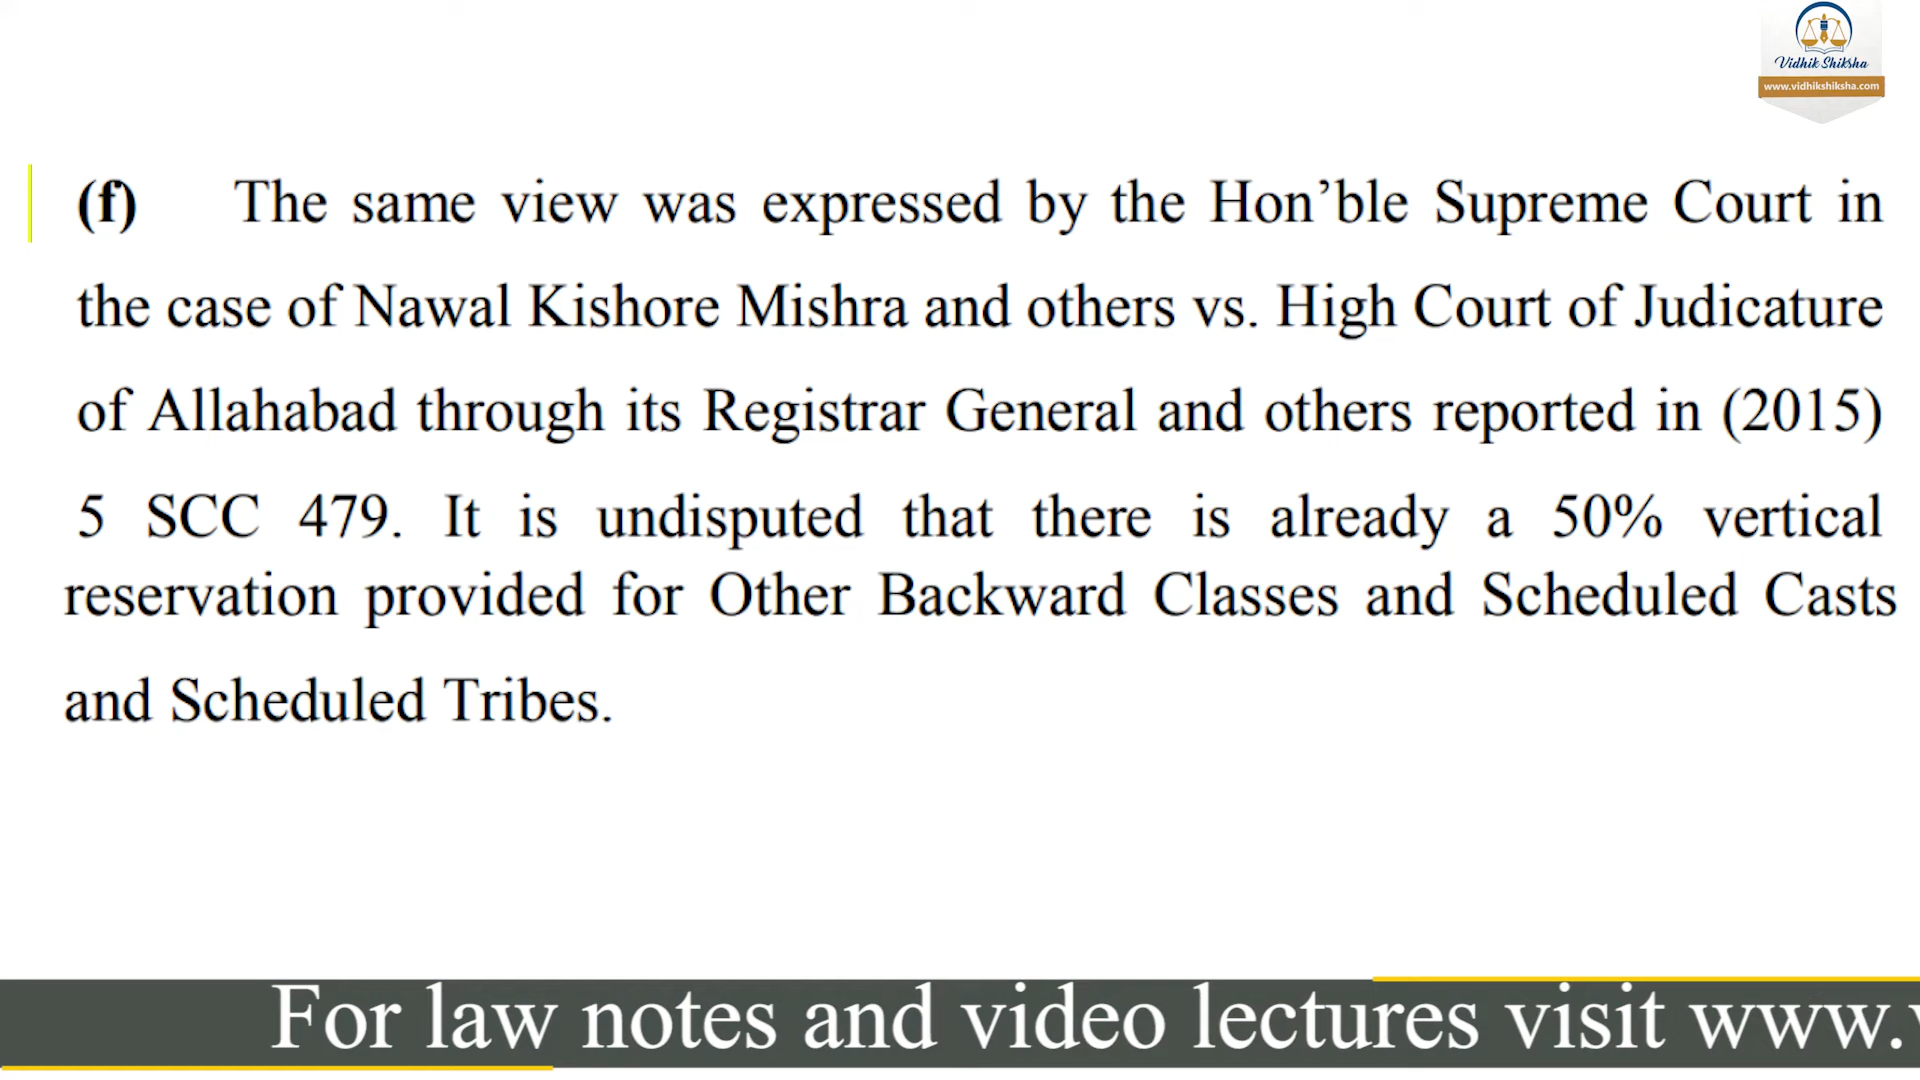 Vidhik Shiksha
www.vidhikshiksha.com
(f) The same view was expressed by the Hon’ble Supreme Court in
the case of Nawal Kishore Mishra and others vs. High Court of Judicature
of Allahabad through its Registrar General and others reported in (2015)
5 SCC 479. It is undisputed that there is already a 50% vertical
reservation provided for Other Backward Classes and Scheduled Casts
and Scheduled Tribes.
For law notes and video lectures visit www.